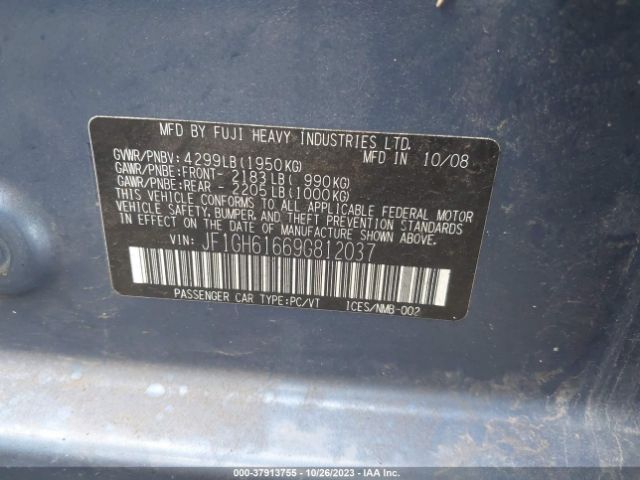 MFD BY FUJI HEAVY INDUSTRIES LTD.
GVWR/PNBV: 4299LB(1950KG) MFD IN 10/08
GAWR/PNBE:FRONT- 2183LB( 990KG)
GAWR/PNBE:REAR - 2205LB(1000KG)
THIS VEHICLE CONFORMS TO ALL APPLICABLE FEDERAL MOTOR
VEHICLE SAFETY, BUMPER, AND THEFT PREVENTION STANDARDS
IN EFFECT ON THE DATE OF MANUFACTURE SHOWN ABOVE.
VIN: JF1GH61669G812037
PASSENGER CAR TYPE:PC/VT ICES/NMB-002
000-37913755 - 10/26/2023 - IAA Inc.